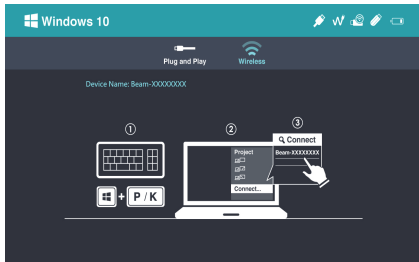 Windows 10
Plug and Play
Wireless
Device Name: Beam-XXXXXXXX
① ② ③
Project
Connect...
Connect
Beam-XXXXXXXX
+ P / K